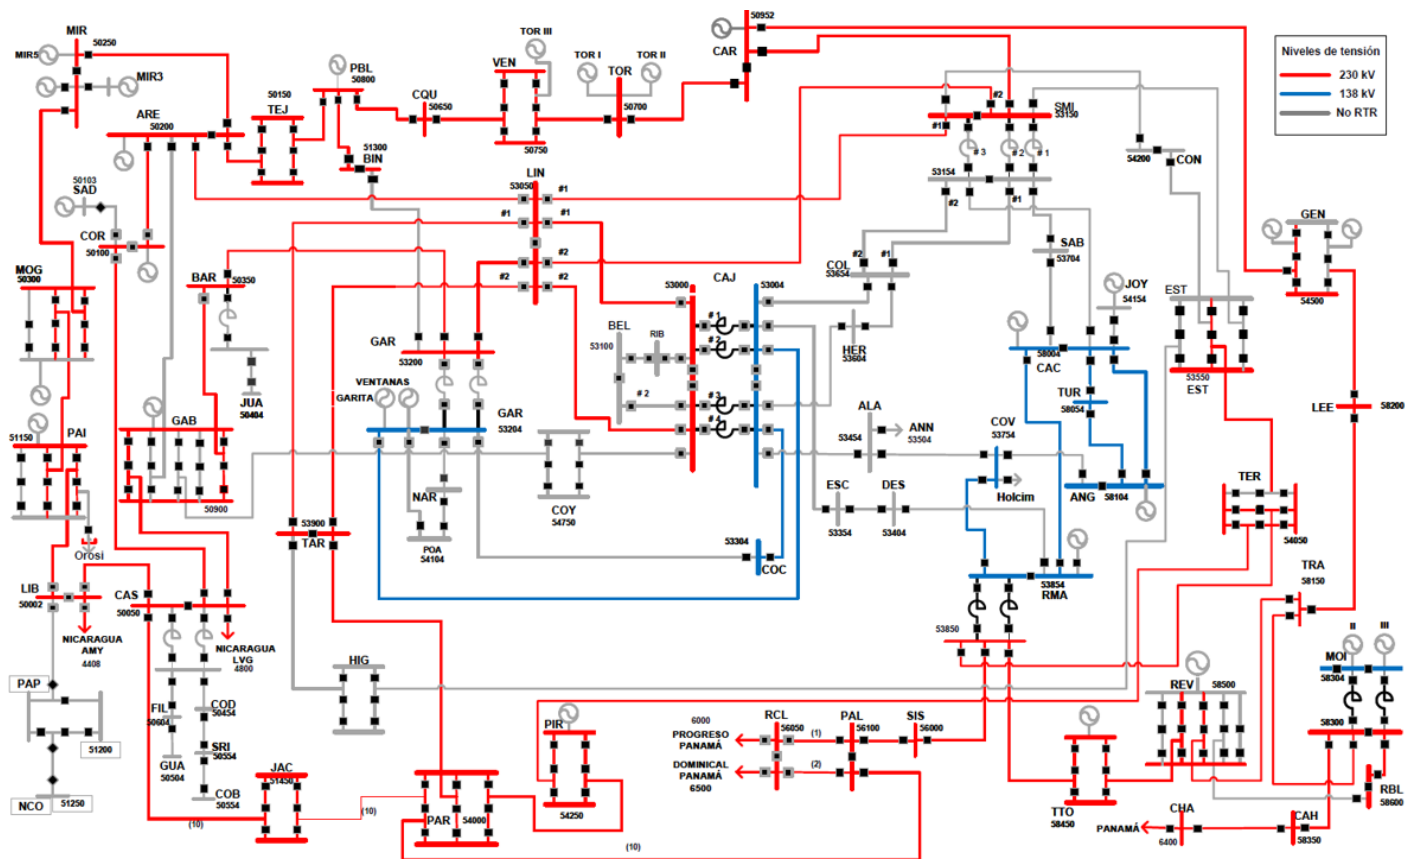 MIR
50250
MIR5
MIR3
ARE
50200
50150
TEJ
PBL
50800
CQU
50650
51300
BIN
TOR III
VEN
50750
TOR I
TOR II
TOR
50700
50952
CAR
Niveles de tensión
230 kV
138 kV
No RTR
#2
SMI
53150
#1
# 3
# 2
# 1
53154
#2
#1
54200
CON
50103
SAD
COR
50100
LIN
53050
#1
#1
#1
#2
#2
#2
MOG
50300
BAR
50350
JUA
50404
GAR
53200
CAJ
53000
53004
# 1
# 2
# 3
# 4
BEL
53100
RIB
# 2
COL
53654
#2
#1
HER
53604
SAB
53704
JOY
54154
58004
CAC
TUR
58054
ANG
58104
EST
53550
EST
GEN
54500
LEE
58200
VENTANAS
GARITA
GAR
53204
51150
PAI
Orosi
GAB
50900
NAR
POA
54104
COY
54750
ALA
53454
ANN
53504
COV
53754
Holcim
ESC
53354
DES
53404
53304
COC
53854
RMA
53850
TER
54050
TRA
58150
53900
TAR
LIB
50002
NICARAGUA
AMY
4408
CAS
50050
NICARAGUA
LVG
4800
PAP
51200
NCO
51250
FIL
50604
GUA
50504
COD
50454
SRI
50554
COB
50554
HIG
JAC
51450
(10)
(10)
(10)
PAR
54000
PIR
54250
6000
PROGRESO
PANAMÁ
DOMINICAL
PANAMÁ
6500
RCL
56050
(1)
(2)
PAL
56100
SIS
56000
TTO
58450
REV
58500
II
III
MOI
58304
58300
RBL
58600
PANAMÁ
CHA
6400
CAH
58350